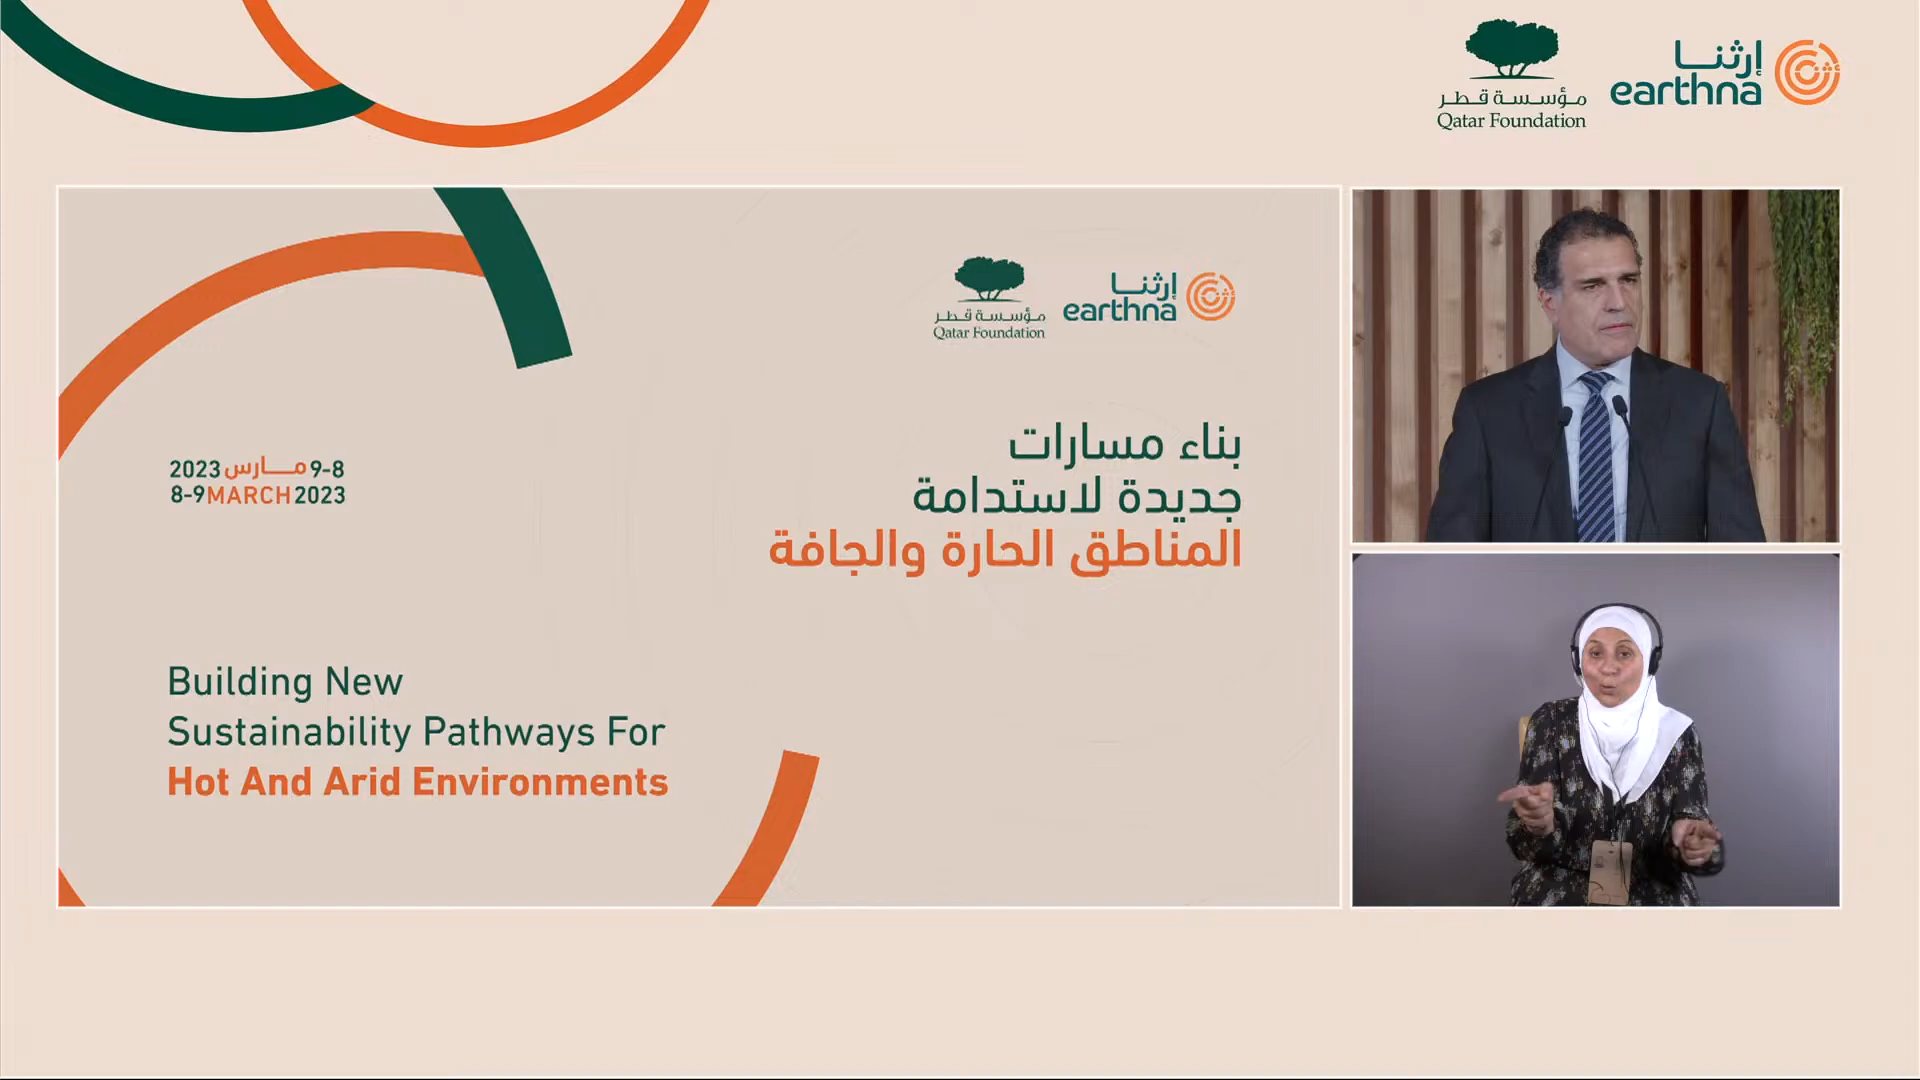 مؤسسة قطر
Qatar Foundation
إرثنا
earthna
مؤسسة قطر
Qatar Foundation
إرثنا
earthna
بناء مسارات
جديدة لاستدامة
المناطق الحارة والجافة
8-9 مارس 2023
8-9 MARCH 2023
Building New
Sustainability Pathways For
Hot And Arid Environments